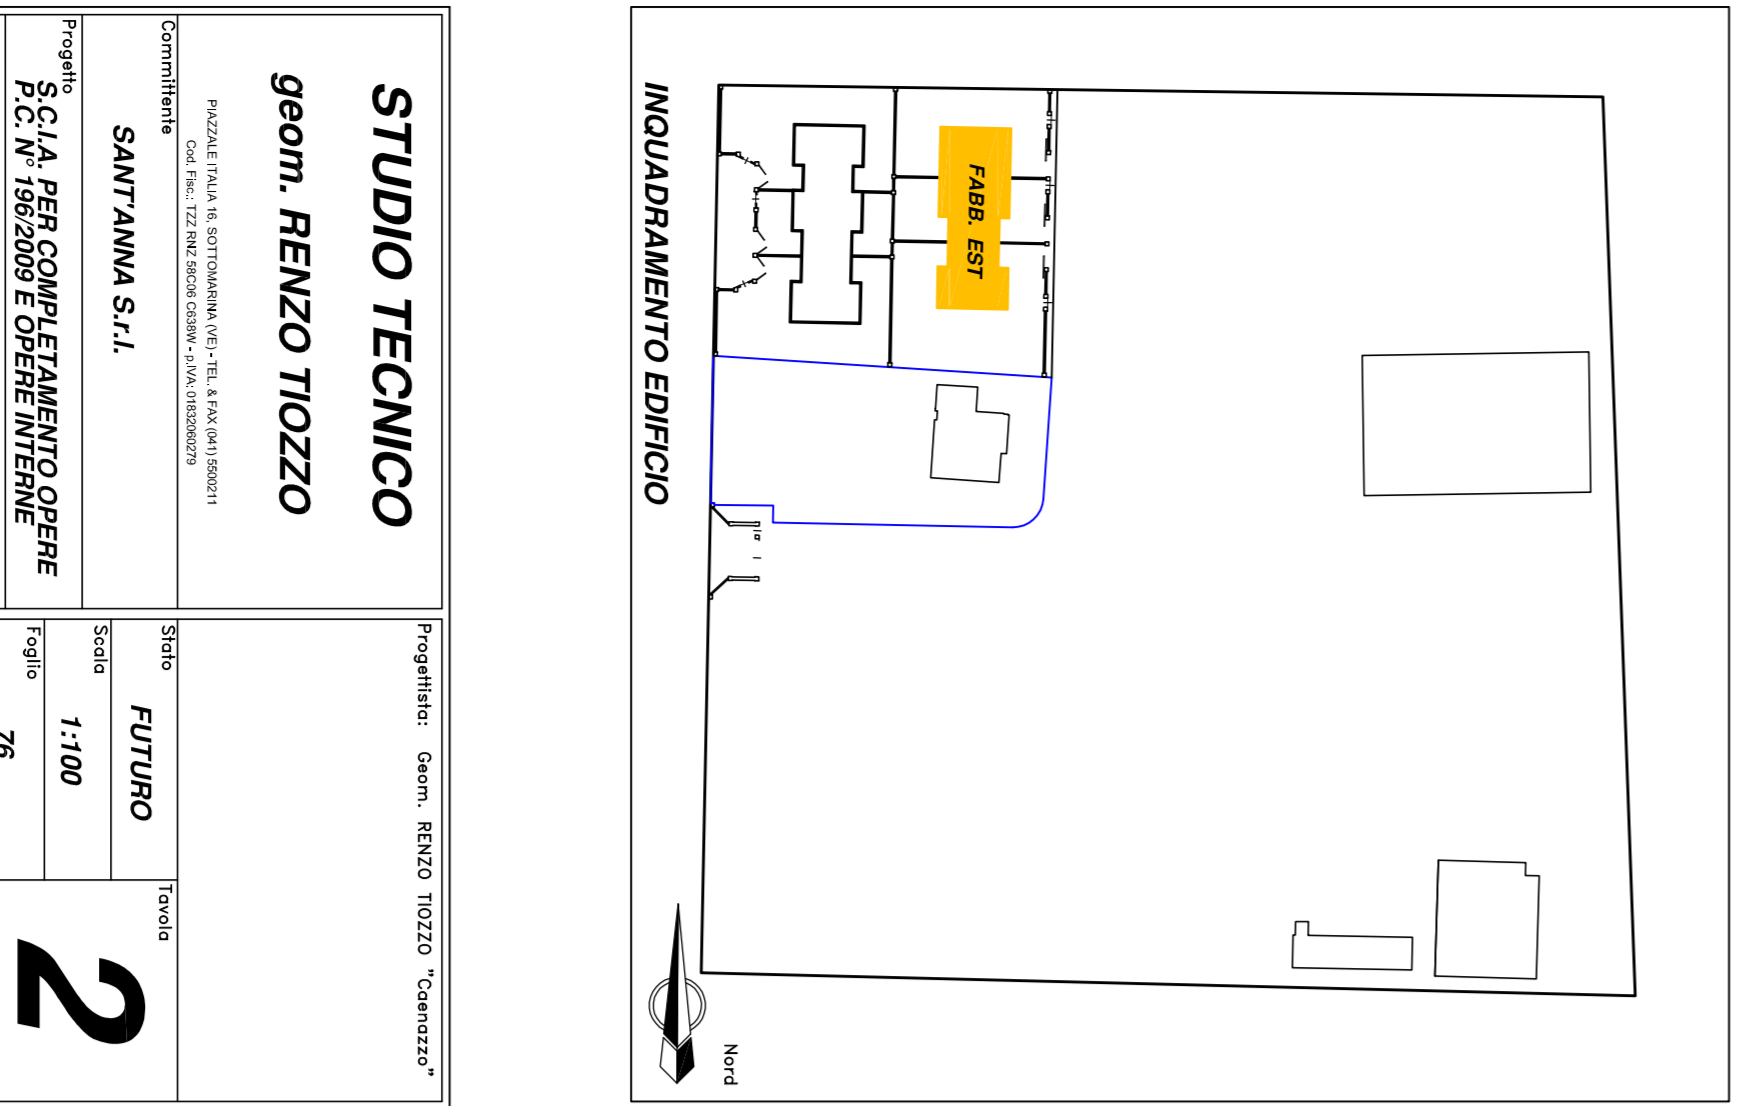 INQUADRAMENTO EDIFICIO
FABB. EST
Nord
STUDIO TECNICO
geom. RENZO TIOZZO
PIAZZALE ITALIA 16, SOTTOMARINA (VE) - TEL. & FAX (041) 5500211
Cod. Fisc.: TZZ RNZ 58C06 C638W - p.IVA: 01832060279
Committente
SANT'ANNA S.r.l.
Progetto
S.C.I.A. PER COMPLETAMENTO OPERE
P.C. N° 196/2009 E OPERE INTERNE
Progettista: Geom. RENZO TIOZZO "Caenazzo"
Stato
FUTURO
Scala
1:100
Foglio
76
Tavola
2